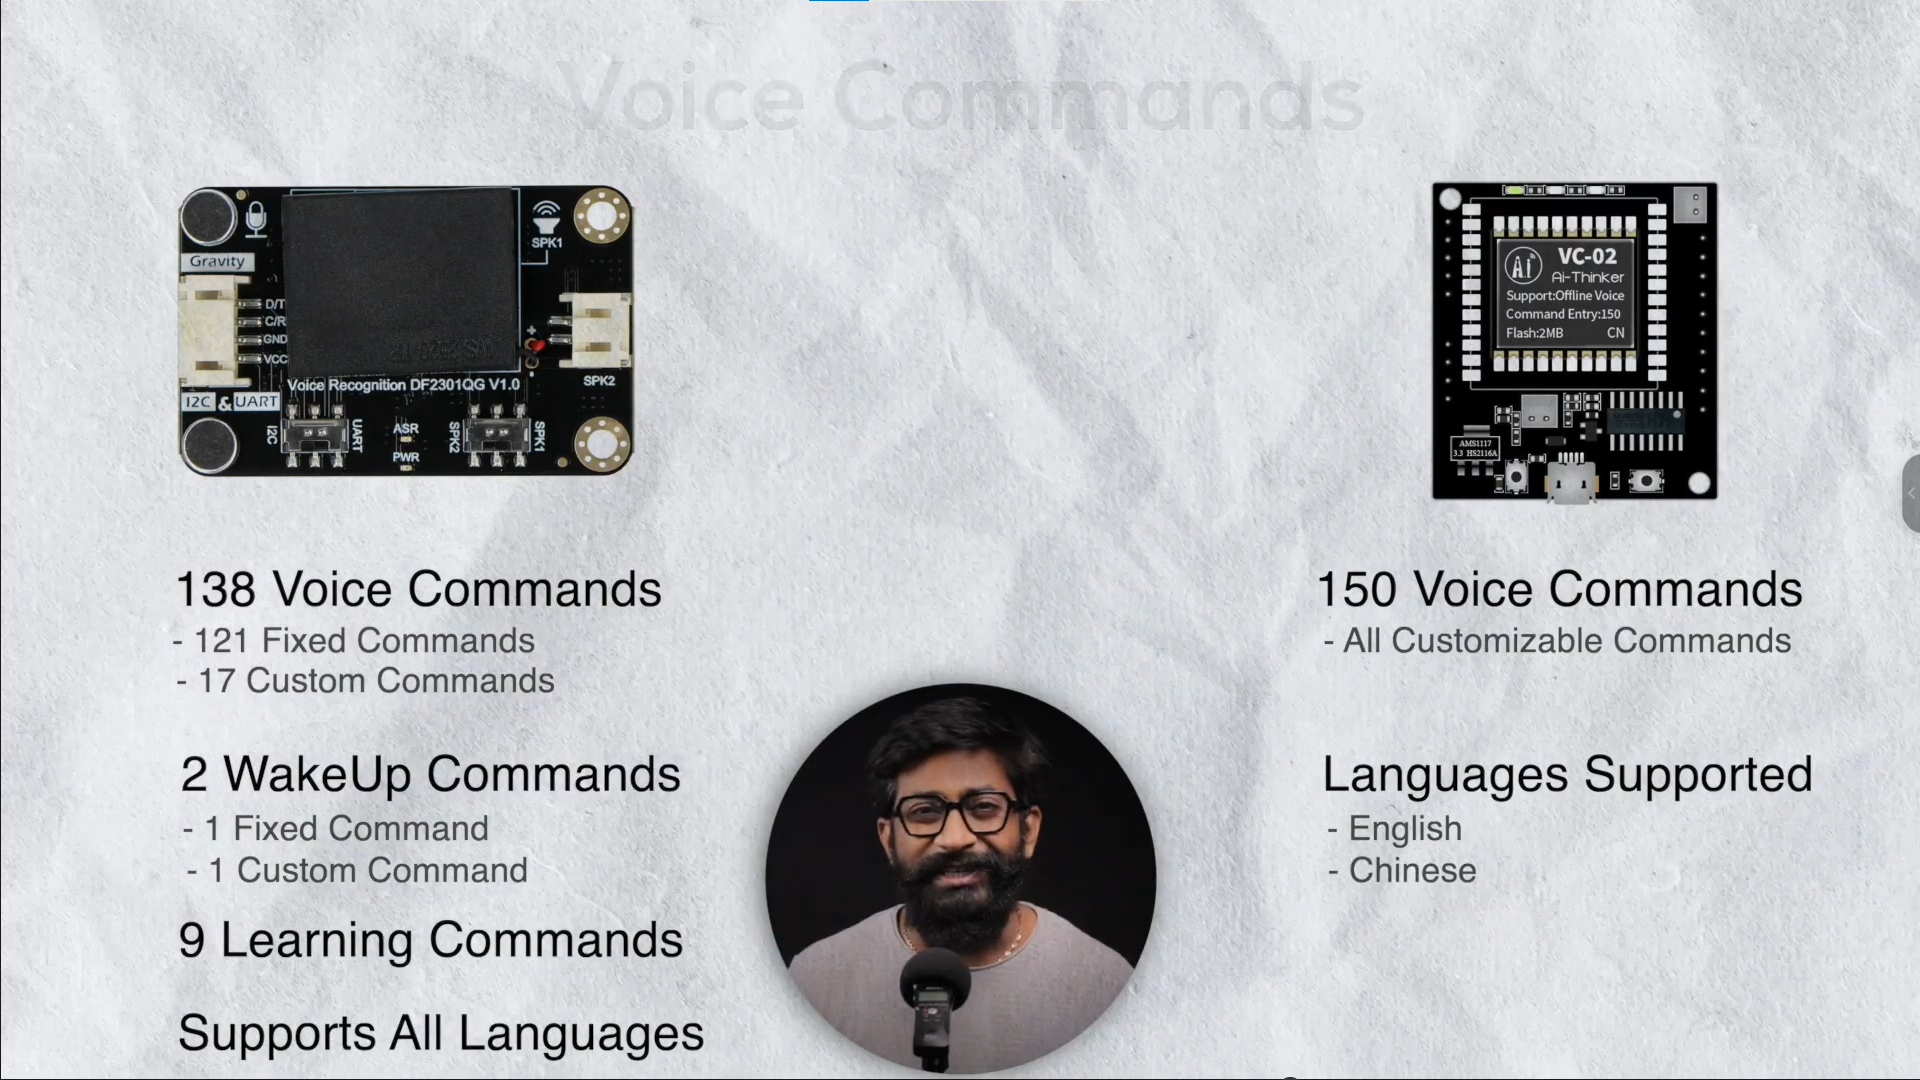 Voice Commands
SPK1
Gravity
D/T
C/R
GND
VCC
Voice Recognition DF2301QG V1.0
SPK2
I2C & UART
I2C
UART
ASR
PWR
SPK2
SPK1
Ai
VC-02
Ai-Thinker
Support:Offline Voice
Command Entry:150
Flash:2MB CN
AMS1117
3.3 HS2116A
138 Voice Commands
- 121 Fixed Commands
- 17 Custom Commands
2 WakeUp Commands
- 1 Fixed Command
- 1 Custom Command
9 Learning Commands
Supports All Languages
150 Voice Commands
- All Customizable Commands
Languages Supported
- English
- Chinese